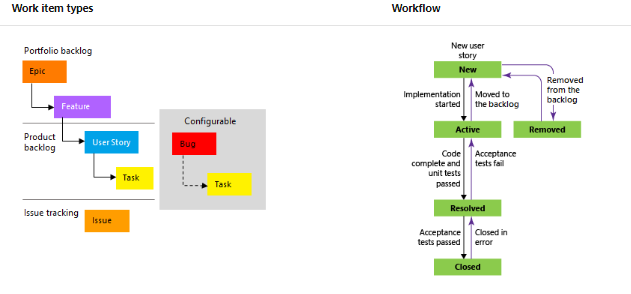 Work item types
Portfolio backlog
Epic
Feature
Product
backlog
User Story
Task
Configurable
Bug
Task
Issue tracking
Issue
Workflow
New user
story
New
Implementation
started
Moved to
the backlog
Removed
from the
backlog
Active
Removed
Code
complete and
unit tests
passed
Acceptance
tests fail
Resolved
Acceptance
tests passed
Closed in
error
Closed